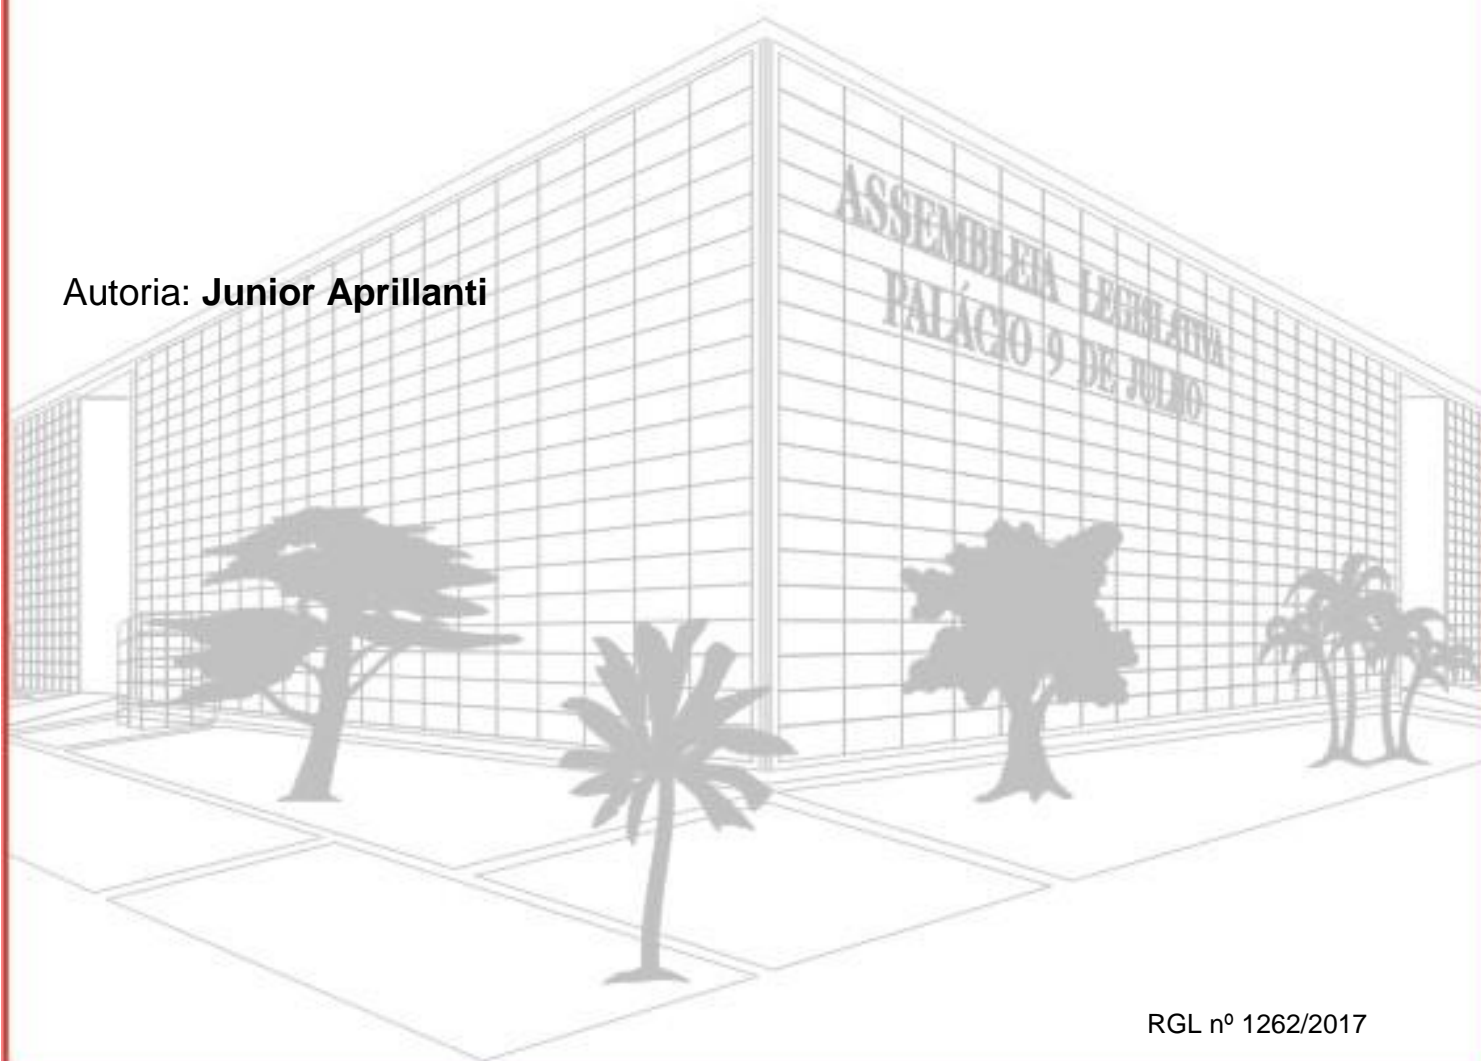 ASSEMBLEIA LEGISLATIVA
PALÁCIO 9 DE JULHO
Autoria: Junior Aprillanti
RGL nº 1262/2017